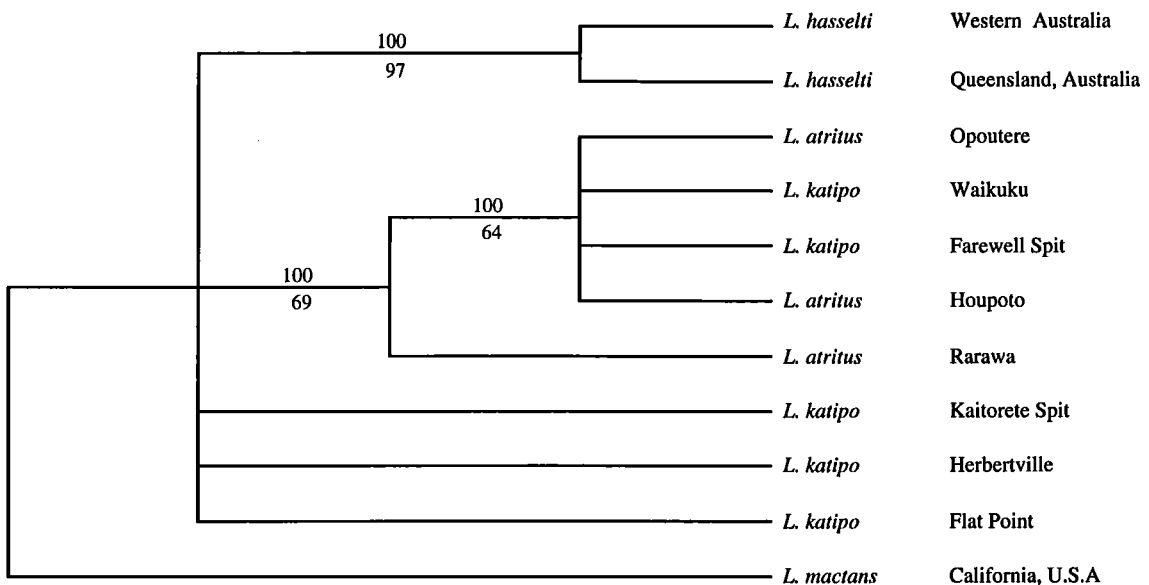 L. hasselti Western Australia
100
97
L. hasselti Queensland, Australia
L. atritus Opoutere
L. katipo Waikuku
100
64
L. katipo Farewell Spit
100
69
L. atritus Houpoto
L. atritus Rarawa
L. katipo Kaitorete Spit
L. katipo Herbertville
L. katipo Flat Point
L. mactans California, U.S.A